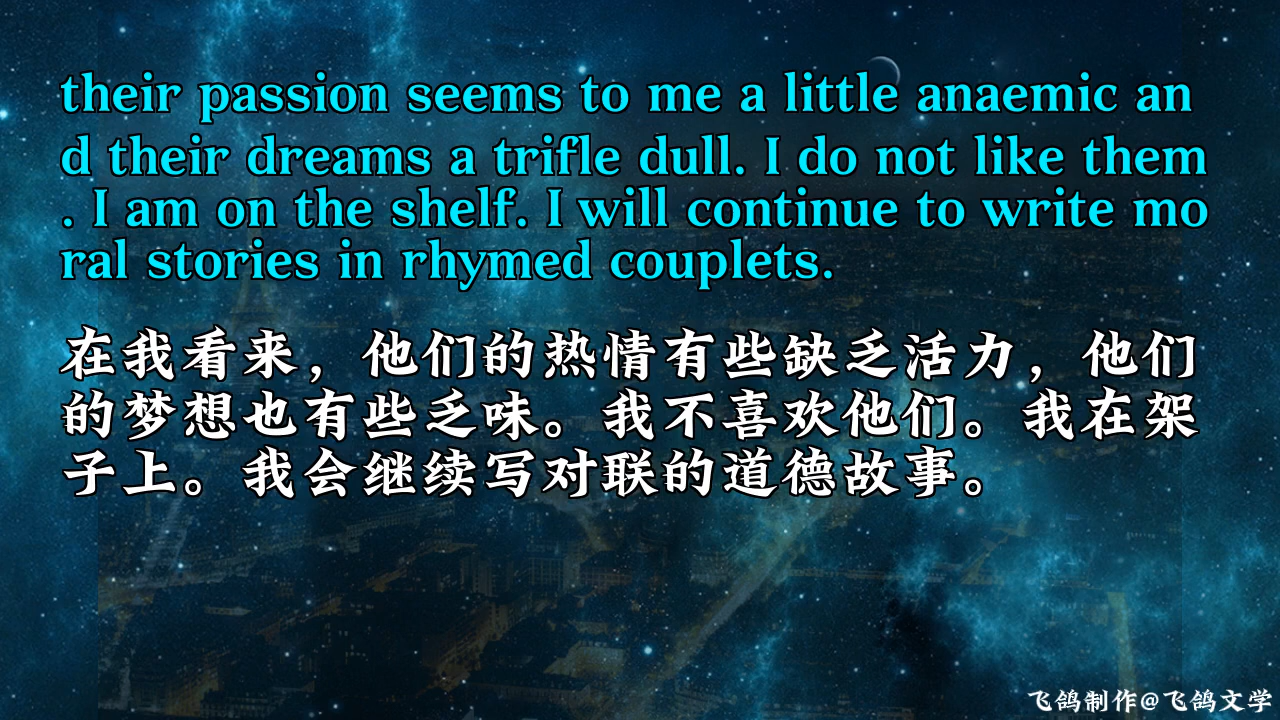 their passion seems to me a little anaemic an
d their dreams a trifle dull. I do not like them
. I am on the shelf. I will continue to write mo
ral stories in rhymed couplets.
在我看来，他们的热情有些缺乏活力，他们
的梦想也有些乏味。我不喜欢他们。我在架
子上。我会继续写对联的道德故事。
飞鸽制作@飞鸽文学